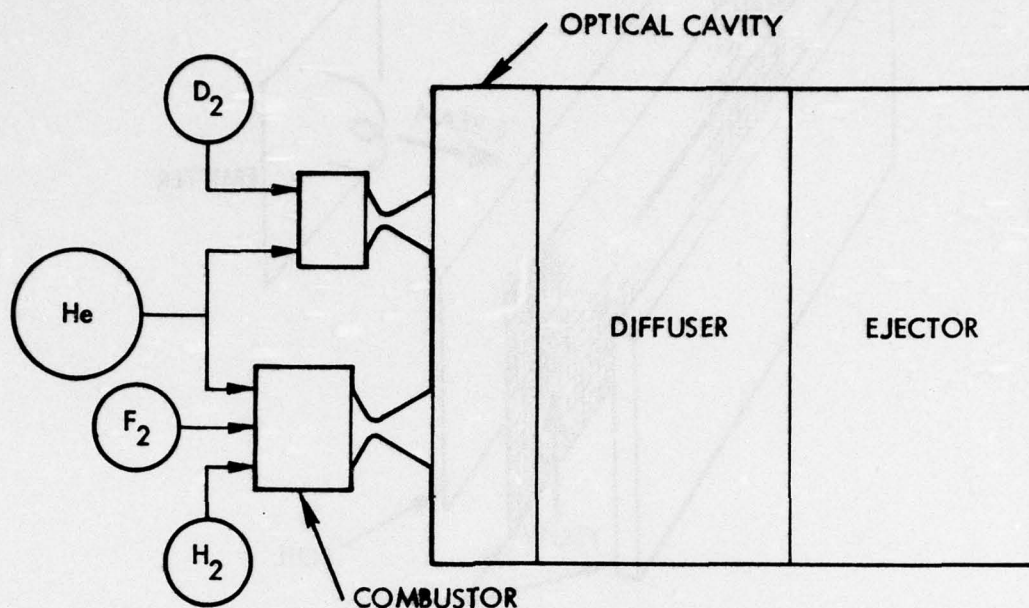 OPTICAL CAVITY
D2
He
DIFFUSER
EJECTOR
F2
H2
COMBUSTOR